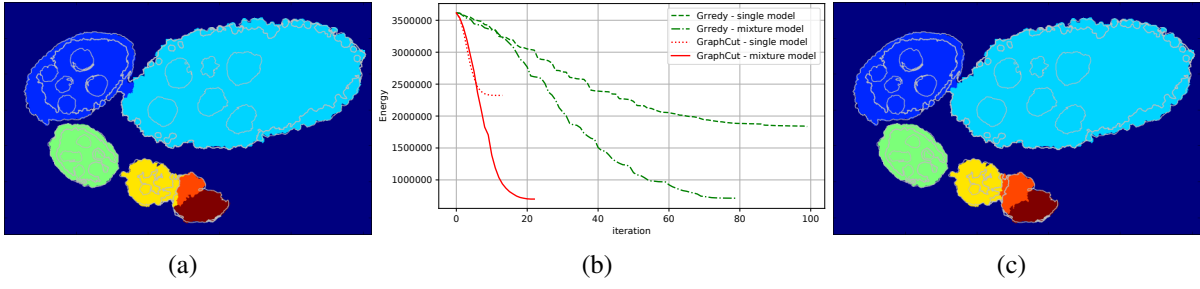 3500000
3000000
2500000
2000000
1500000
1000000
Energy
0
20
40
60
80
100
iteration
Grredy - single model
Grredy - mixture model
GraphCut - single model
GraphCut - mixture model
(a)
(b)
(c)